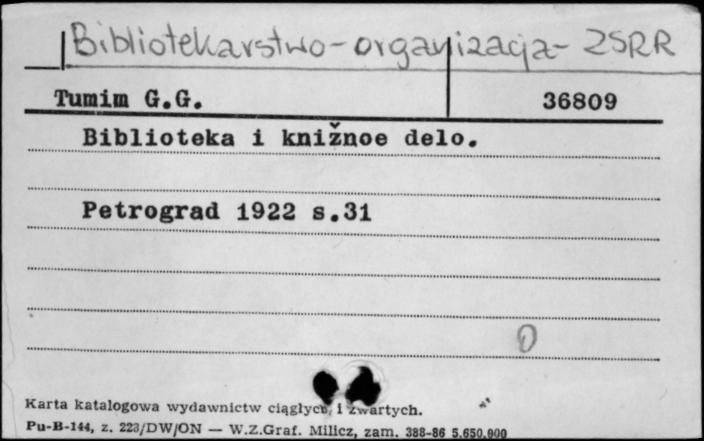 Bibliotekarstwo - organizacja - ZSRR
Tumim G.G. 36809
Biblioteka i knižnoe delo.
Petrograd 1922 s.31
0
Karta katalogowa wydawnictw ciągłych i zwartych.
Pu-B-144, z. 223/DW/ON — W.Z.Graf. Milicz, zam. 388-86 5.650.000